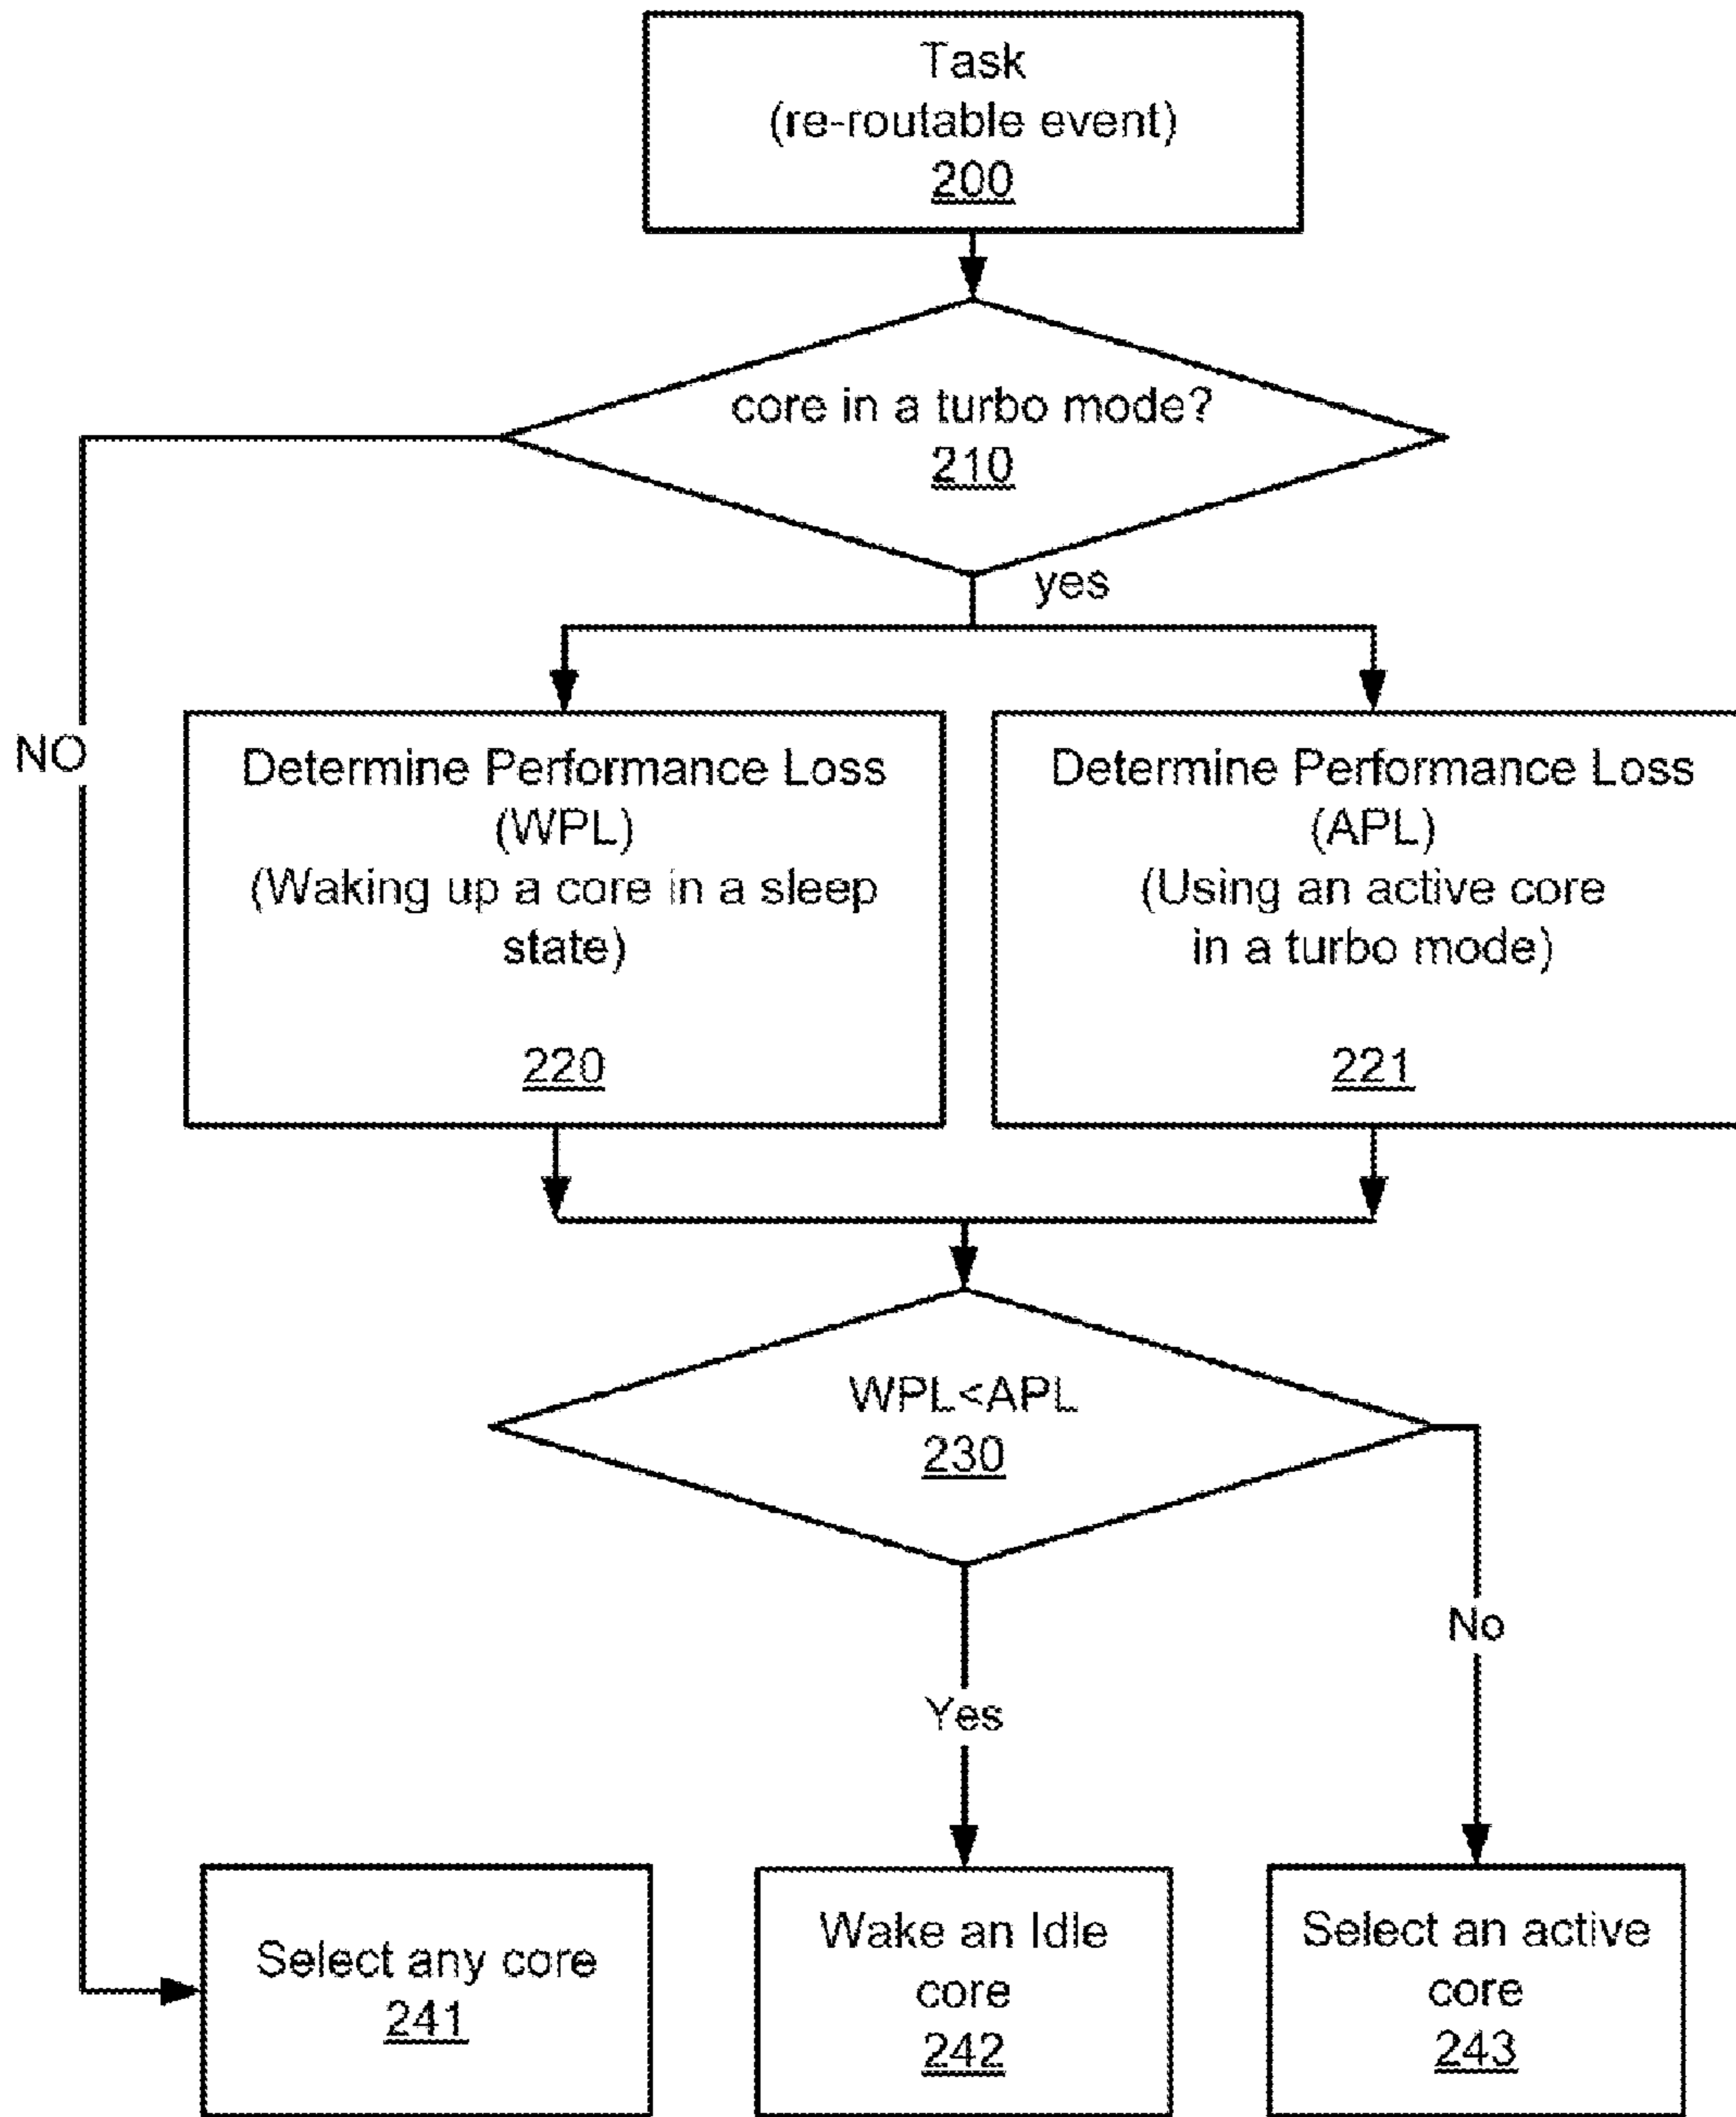 Task
(re-routable event)
200
core in a turbo mode?
210
yes
NO
Determine Performance Loss
(WPL)
(Waking up a core in a sleep
state)
220
Determine Performance Loss
(APL)
(Using an active core
in a turbo mode)
221
WPL<APL
230
No
Yes
Select any core
241
Wake an Idle
core
242
Select an active
core
243